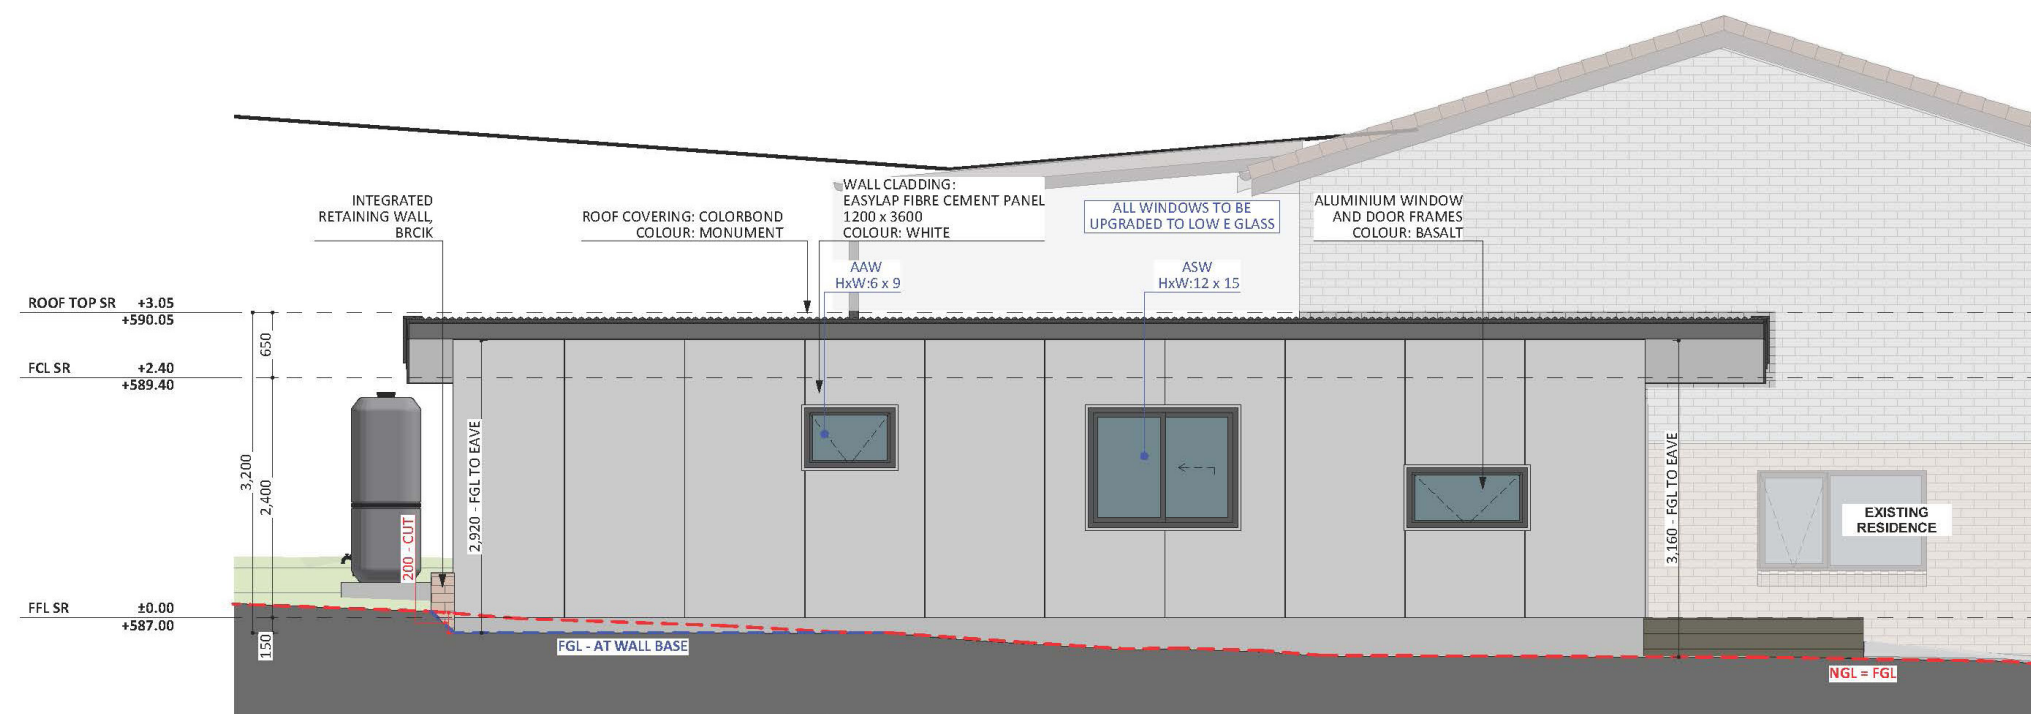 INTEGRATED
RETAINING WALL,
BRCIK
ROOF COVERING: COLORBOND
COLOUR: MONUMENT
WALL CLADDING:
EASYLAP FIBRE CEMENT PANEL
1200 x 3600
COLOUR: WHITE
ALL WINDOWS TO BE
UPGRADED TO LOW E GLASS
ALUMINIUM WINDOW
AND DOOR FRAMES
COLOUR: BASALT
AAW
HxW:6 x 9
ASW
HxW:12 x 15
ROOF TOP SR +3.05
+590.05
FCL SR +2.40
+589.40
FFL SR ±0.00
+587.00
650
3,200
2,400
150
200 - CUT
2,920 - FGL TO EAVE
3,160 - FGL TO EAVE
EXISTING
RESIDENCE
FGL - AT WALL BASE
NGL = FGL